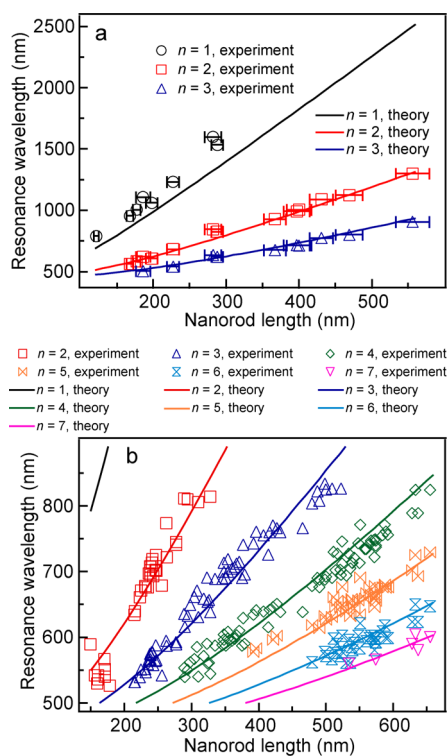 a
Resonance wavelength (nm)
2500
2000
1500
1000
500
n = 1, experiment
n = 2, experiment
n = 3, experiment
n = 1, theory
n = 2, theory
n = 3, theory
200 300 400 500
Nanorod length (nm)
n = 2, experiment n = 3, experiment n = 4, experiment
n = 5, experiment n = 6, experiment n = 7, experiment
n = 1, theory n = 2, theory n = 3, theory
n = 4, theory n = 5, theory n = 6, theory
n = 7, theory
b
Resonance wavelength (nm)
800
700
600
500
200 300 400 500 600
Nanorod length (nm)